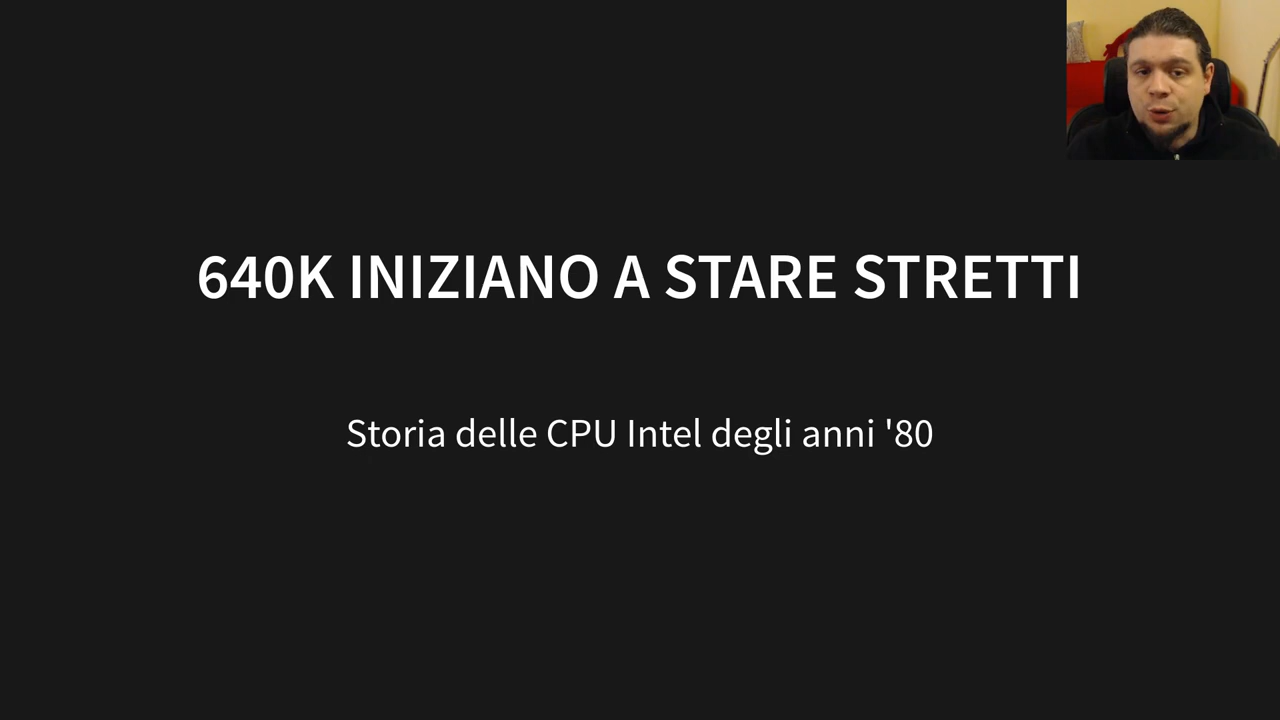 640K INIZIANO A STARE STRETTI
Storia delle CPU Intel degli anni '80